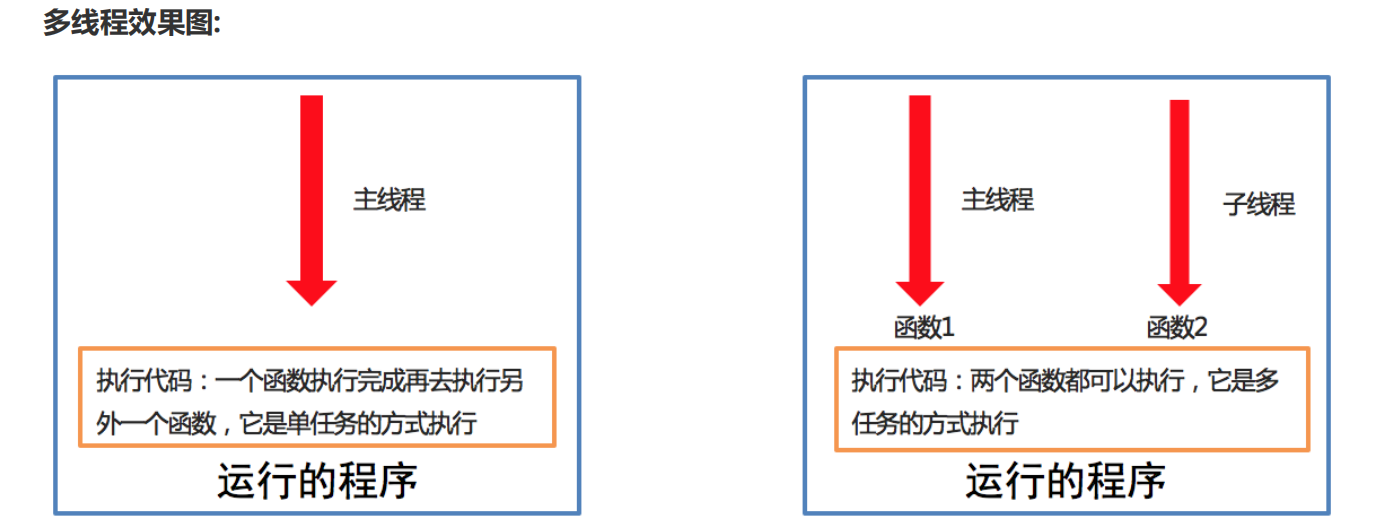 多线程效果图:
主线程
执行代码：一个函数执行完成再去执行另
外一个函数，它是单任务的方式执行
运行的程序
主线程
子线程
函数1
函数2
执行代码：两个函数都可以执行，它是多
任务的方式执行
运行的程序